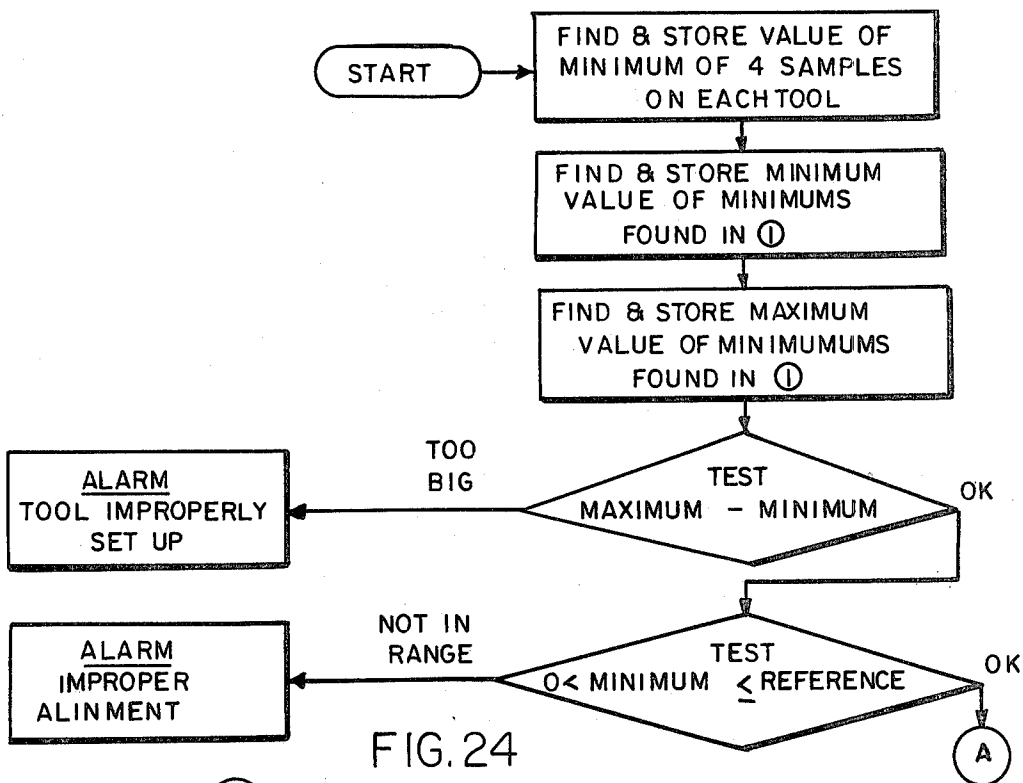 START
FIND & STORE VALUE OF
MINIMUM OF 4 SAMPLES
ON EACHTOOL
FIND & STORE MINIMUM
VALUE OF MINIMUMS
FOUND IN ①
FIND & STORE MAXIMUM
VALUE OF MINIMUMUMS
FOUND IN ①
TOO
BIG
TEST
MAXIMUM - MINIMUM
OK
ALARM
TOOL IMPROPERLY
SET UP
NOT IN
RANGE
TEST
0< MINIMUM ≤ REFERENCE
OK
ALARM
IMPROPER
ALINMENT
A
FIG.24